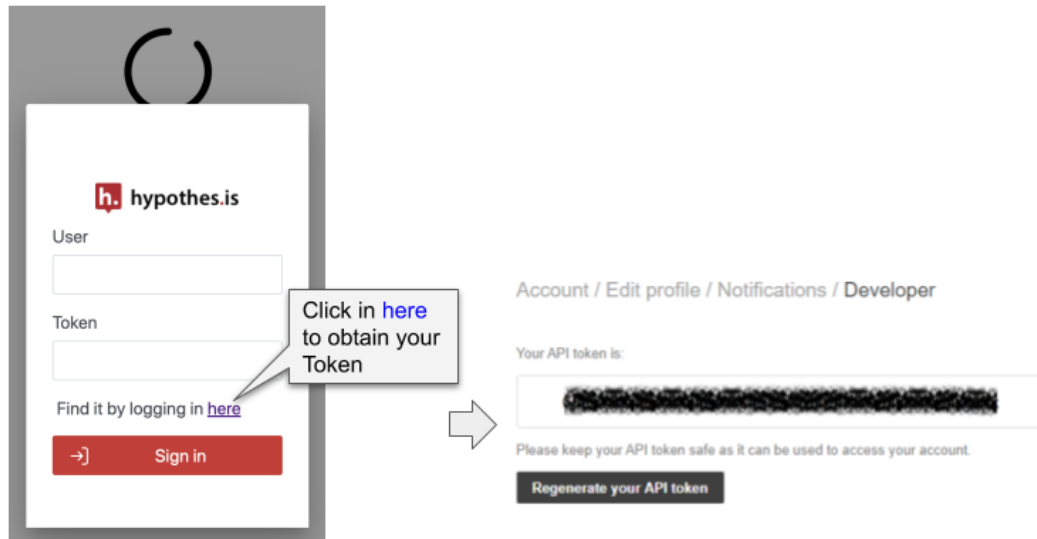 h. hypothes.is
User
Token
Find it by logging in here
Sign in
Click in here
to obtain your
Token
Account / Edit profile / Notifications / Developer
Your API token is:
Please keep your API token safe as it can be used to access your account.
Regenerate your API token